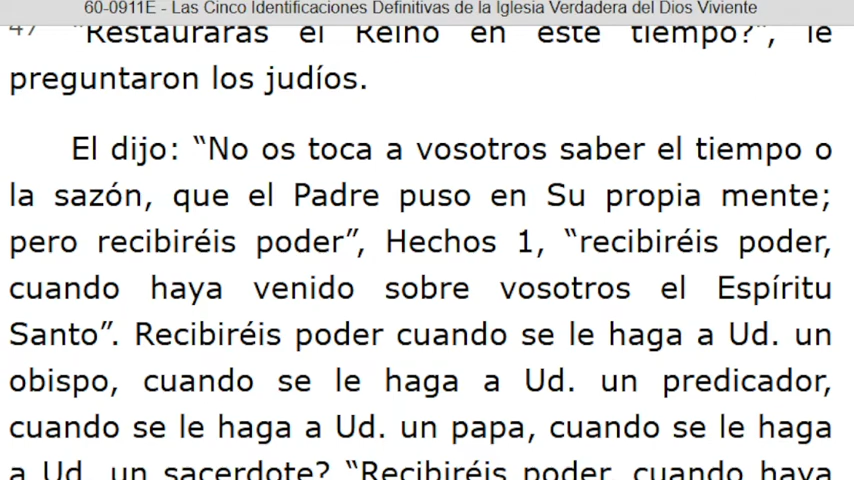 60-0911E - Las Cinco Identificaciones Definitivas de la Iglesia Verdadera del Dios Viviente
47 "Restaurarás el Reino en este tiempo?", le
preguntaron los judíos.
El dijo: “No os toca a vosotros saber el tiempo o
la sazón, que el Padre puso en Su propia mente;
pero recibiréis poder”, Hechos 1, “recibiréis poder,
cuando haya venido sobre vosotros el Espíritu
Santo”. Recibiréis poder cuando se le haga a Ud. un
obispo, cuando se le haga a Ud. un predicador,
cuando se le haga a Ud. un papa, cuando se le haga
a Ud. un sacerdote? “Recibiréis poder, cuando haya